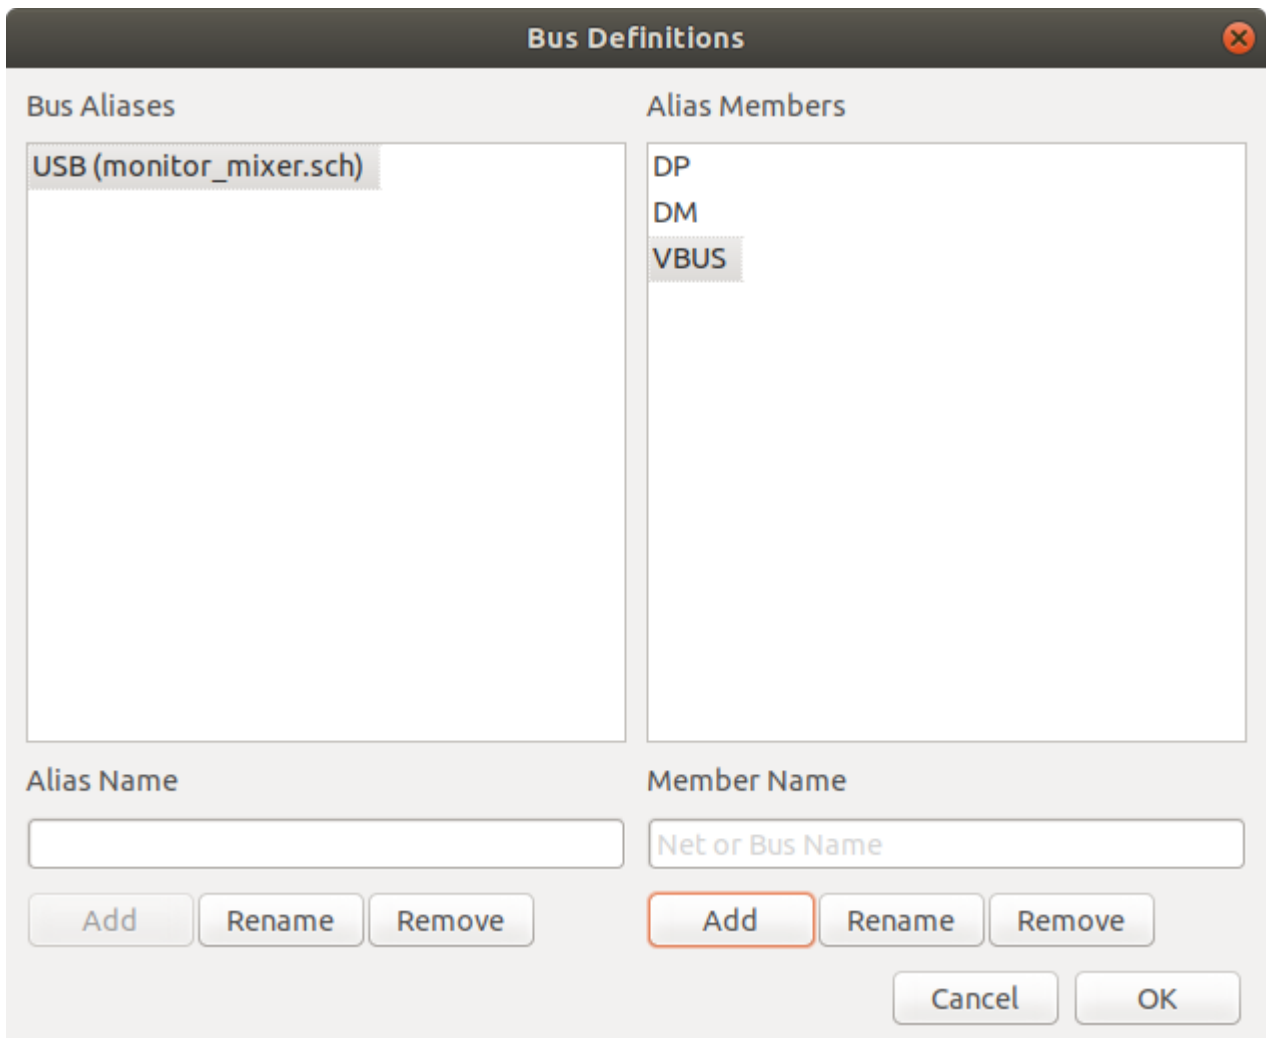 Bus Definitions
Bus Aliases
Alias Members
USB (monitor_mixer.sch)
DP
DM
VBUS
Alias Name
Member Name
Net or Bus Name
Add Rename Remove
Add Rename Remove
Cancel OK